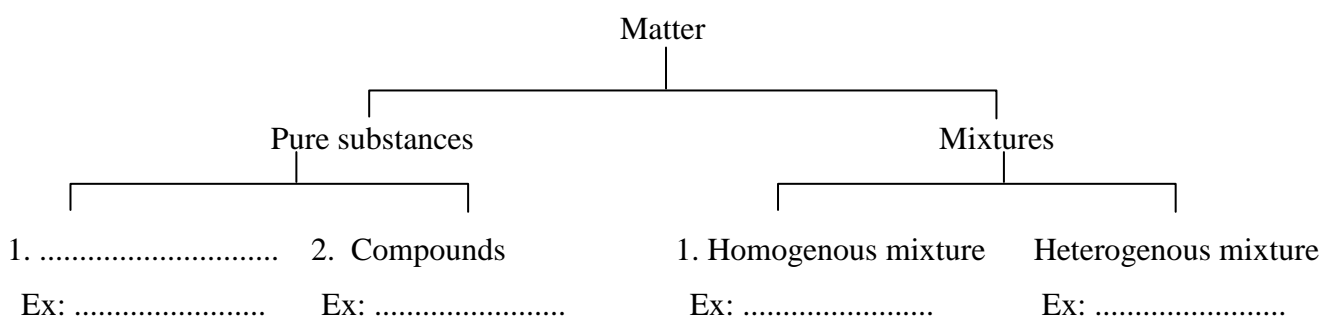 Matter
Pure substances Mixtures
1. ............................. 2. Compounds 1. Homogenous mixture Heterogenous mixture
Ex: ....................... Ex: ....................... Ex: ....................... Ex: .......................